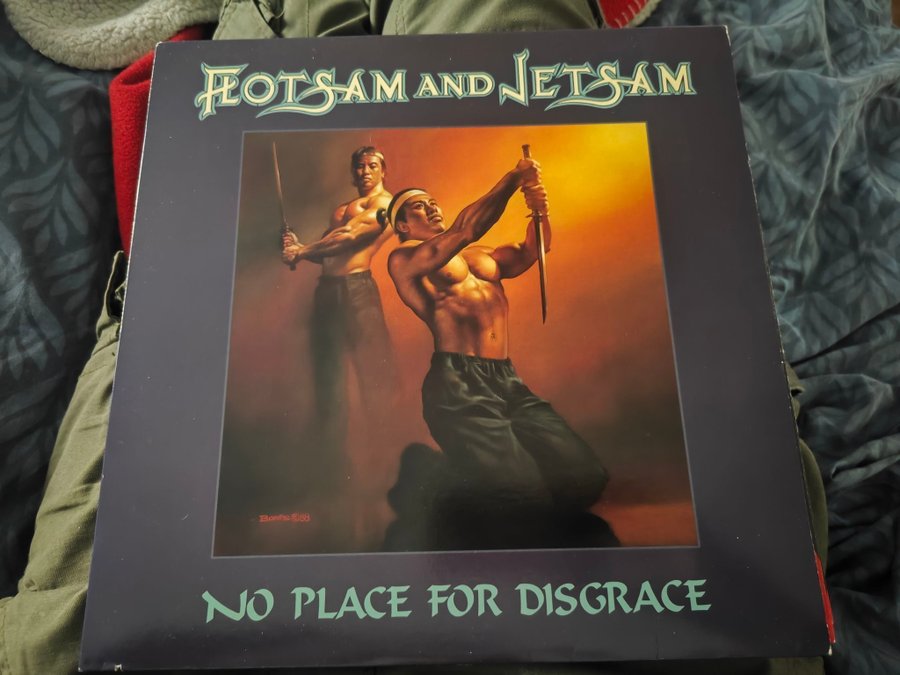 FLOTSAM AND JETSAM
NO PLACE FOR DISGRACE